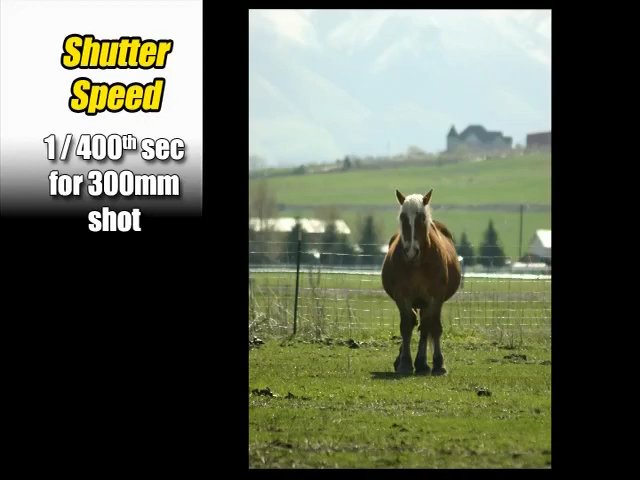 Shutter
Speed
1 / 400th sec
for 300mm
shot